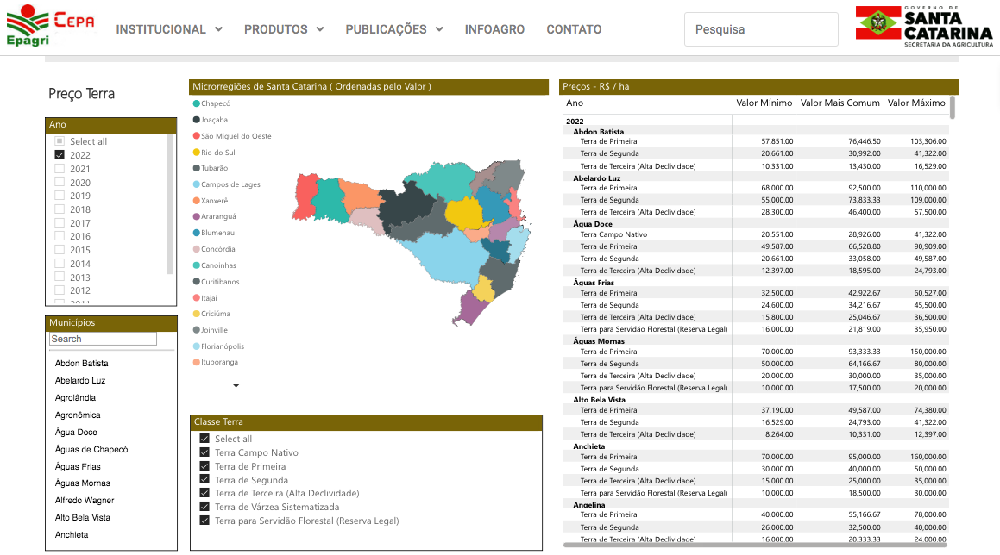 CEPA
Epagri
INSTITUCIONAL
PRODUTOS
PUBLICAÇÕES
INFOAGRO
CONTATO
Pesquisa
GOVERNO DE
SANTA
CATARINA
SECRETARIA DA AGRICULTURA
Preço Terra
Ano
Select all
2022
2021
2020
2019
2018
2017
2016
2015
2014
2013
2012
2011
Municípios
Search
Abdon Batista
Abelardo Luz
Agrolândia
Agronômica
Água Doce
Águas de Chapecó
Águas Frias
Águas Mornas
Alfredo Wagner
Alto Bela Vista
Anchieta
Microrregiões de Santa Catarina ( Ordenadas pelo Valor )
Chapecó
Joaçaba
São Miguel do Oeste
Rio do Sul
Tubarão
Campos de Lages
Xanxerê
Araranguá
Blumenau
Concórdia
Canoinhas
Curitibanos
Itajaí
Criciúma
Joinville
Florianópolis
Ituporanga
Classe Terra
Select all
Terra Campo Nativo
Terra de Primeira
Terra de Segunda
Terra de Terceira (Alta Declividade)
Terra de Várzea Sistematizada
Terra para Servidão Florestal (Reserva Legal)
Preços - R$ / ha
Ano Valor Mínimo Valor Mais Comum Valor Máximo
2022
Abdon Batista
Terra de Primeira 57,851.00 76,446.50 103,306.00
Terra de Segunda 20,661.00 30,992.00 41,322.00
Terra de Terceira (Alta Declividade) 10,331.00 13,430.00 16,529.00
Abelardo Luz
Terra de Primeira 68,000.00 92,500.00 110,000.00
Terra de Segunda 55,000.00 73,833.33 109,000.00
Terra de Terceira (Alta Declividade) 28,300.00 46,400.00 57,500.00
Água Doce
Terra Campo Nativo 20,551.00 28,926.00 41,322.00
Terra de Primeira 49,587.00 66,528.80 90,909.00
Terra de Segunda 20,661.00 33,058.00 49,587.00
Terra de Terceira (Alta Declividade) 12,397.00 18,595.00 24,793.00
Águas Frias
Terra de Primeira 32,500.00 42,922.67 60,527.00
Terra de Segunda 24,600.00 34,216.67 45,500.00
Terra de Terceira (Alta Declividade) 15,800.00 25,046.67 36,500.00
Terra para Servidão Florestal (Reserva Legal) 16,000.00 21,819.00 35,950.00
Águas Mornas
Terra de Primeira 70,000.00 93,333.33 150,000.00
Terra de Segunda 50,000.00 64,166.67 80,000.00
Terra de Terceira (Alta Declividade) 20,000.00 30,000.00 35,000.00
Terra para Servidão Florestal (Reserva Legal) 10,000.00 17,500.00 20,000.00
Alto Bela Vista
Terra de Primeira 37,190.00 49,587.00 74,380.00
Terra de Segunda 16,529.00 24,793.00 41,322.00
Terra de Terceira (Alta Declividade) 8,264.00 10,331.00 12,397.00
Anchieta
Terra de Primeira 70,000.00 95,000.00 160,000.00
Terra de Segunda 30,000.00 40,000.00 50,000.00
Terra de Terceira (Alta Declividade) 15,000.00 25,000.00 35,000.00
Terra para Servidão Florestal (Reserva Legal) 10,000.00 18,500.00 30,000.00
Angelina
Terra de Primeira 40,000.00 55,166.67 78,000.00
Terra de Segunda 26,000.00 32,500.00 40,000.00
Terra de Terceira (Alta Declividade) 16,000.00 20,333.33 24,000.00